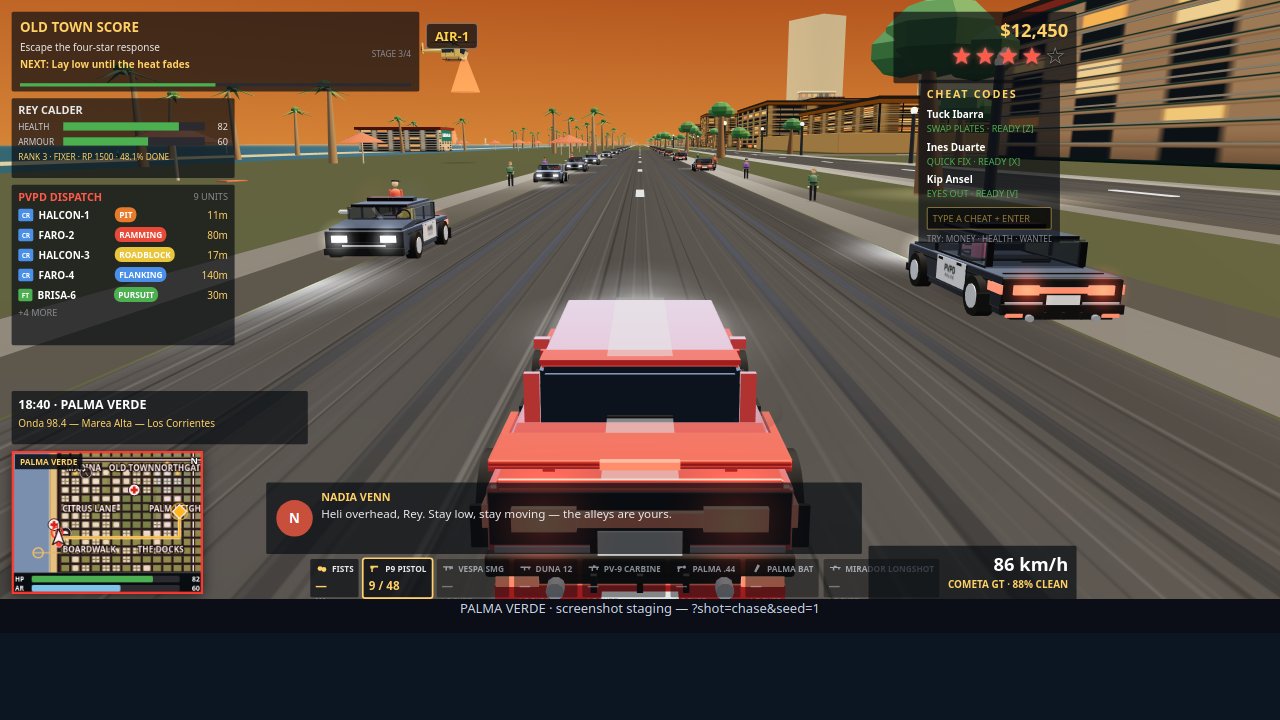 OLD TOWN SCORE
Escape the four-star response
STAGE 3/4
NEXT: Lay low until the heat fades
AIR-1
$12,450
REY CALDER
HEALTH 82
ARMOUR 60
RANK 3 · FIXER · RP 1500 · 48.1% DONE
CHEAT CODES
Tuck Ibarra
SWAP PLATES · READY [Z]
Ines Duarte
QUICK FIX · READY [X]
Kip Ansel
EYES OUT · READY [V]
TYPE A CHEAT + ENTER
TRY: MONEY · HEALTH · WANTED
PVPD DISPATCH 9 UNITS
CR HALCON-1 PIT 11m
CR FARO-2 RAMMING 80m
CR HALCON-3 ROADBLOCK 17m
CR FARO-4 FLANKING 140m
FT BRISA-6 PURSUIT 30m
+4 MORE
PVPD
18:40 · PALMA VERDE
Onda 98.4 — Marea Alta — Los Corrientes
PALMA VERDE
N
OLD TOWN
CITRUS LANE
BOARDWALK
THE DOCKS
HP 82
AR 60
N
NADIA VENN
Heli overhead, Rey. Stay low, stay moving — the alleys are yours.
FISTS
—
P9 PISTOL
9 / 48
VESPA SMG
—
DUNA 12
—
PV-9 CARBINE
—
PALMA .44
—
PALMA BAT
—
MIRADOR LONGSHOT
—
86 km/h
COMETA GT · 88% CLEAN
PALMA VERDE · screenshot staging — ?shot=chase&seed=1